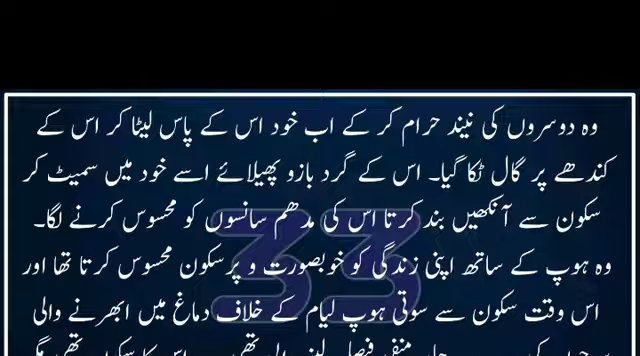 وہ دوسروں کی نیند حرام کر کے اب خود اس کے پاس لیٹا کر اس کے
کندھے پر گال ٹکا گیا۔ اس کے گرد بازو پھیلائے اسے خود میں سمیٹ کر
سکون سے آنکھیں بند کرتا اس کی مدھم سانسوں کو محسوس کرنے لگا۔
وہ ہوپ کے ساتھ اپنی زندگی کو خوبصورت و پرسکون محسوس کرتا تھا اور
اس وقت سکون سے سوتی ہوپ لیام کے خلاف دماغ میں ابھرنے والی
33